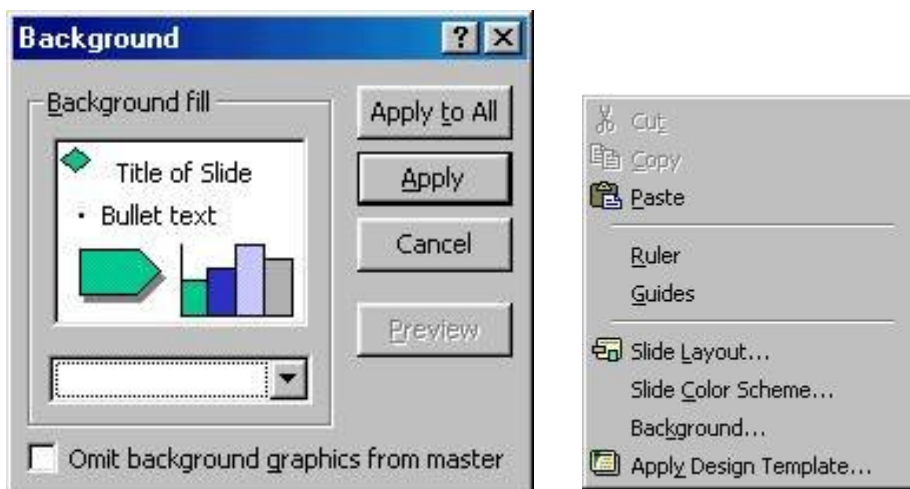 Background
Background fill
Title of Slide
• Bullet text
Apply to All
Apply
Cancel
Preview
Omit background graphics from master
Cut
Copy
Paste
Ruler
Guides
Slide Layout...
Slide Color Scheme...
Background...
Apply Design Template...